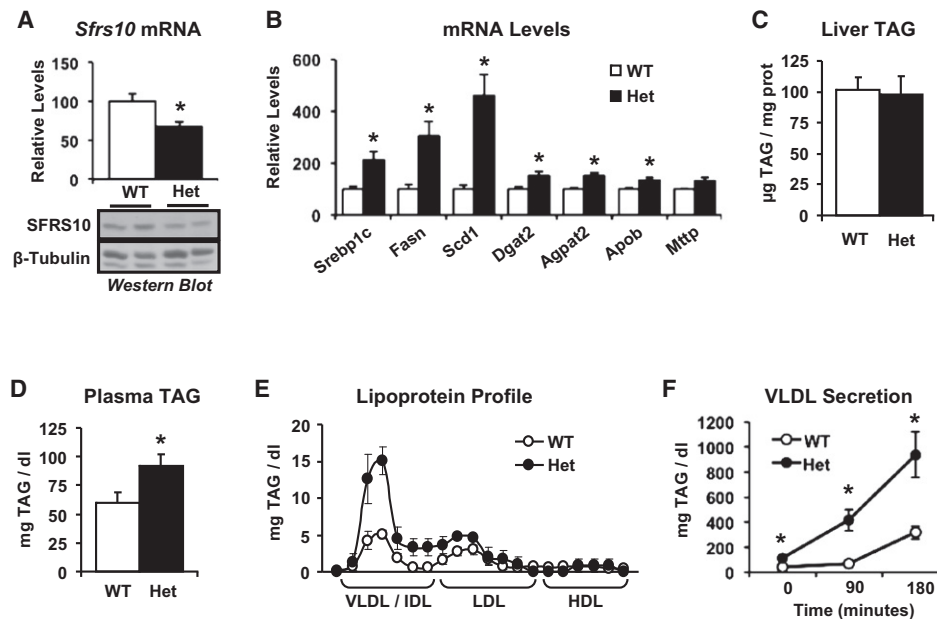 A
Sfrs10 mRNA
Relative Levels
150
100
50
0
*
WT
Het
SFRS10
β-Tubulin
Western Blot
B
mRNA Levels
Relative Levels
600
400
200
0
WT
Het
*
*
*
*
*
*
Srebp1c
Fasn
Scd1
Dgat2
Agpat2
Apob
Mttp
C
Liver TAG
µg TAG / mg prot
125
100
75
50
25
0
WT
Het
D
Plasma TAG
mg TAG / dl
125
100
75
50
25
0
*
WT
Het
E
Lipoprotein Profile
mg TAG / dl
20
15
10
5
0
WT
Het
VLDL / IDL
LDL
HDL
F
VLDL Secretion
mg TAG / dl
1200
1000
800
600
400
200
0
WT
Het
*
*
*
0
90
180
Time (minutes)